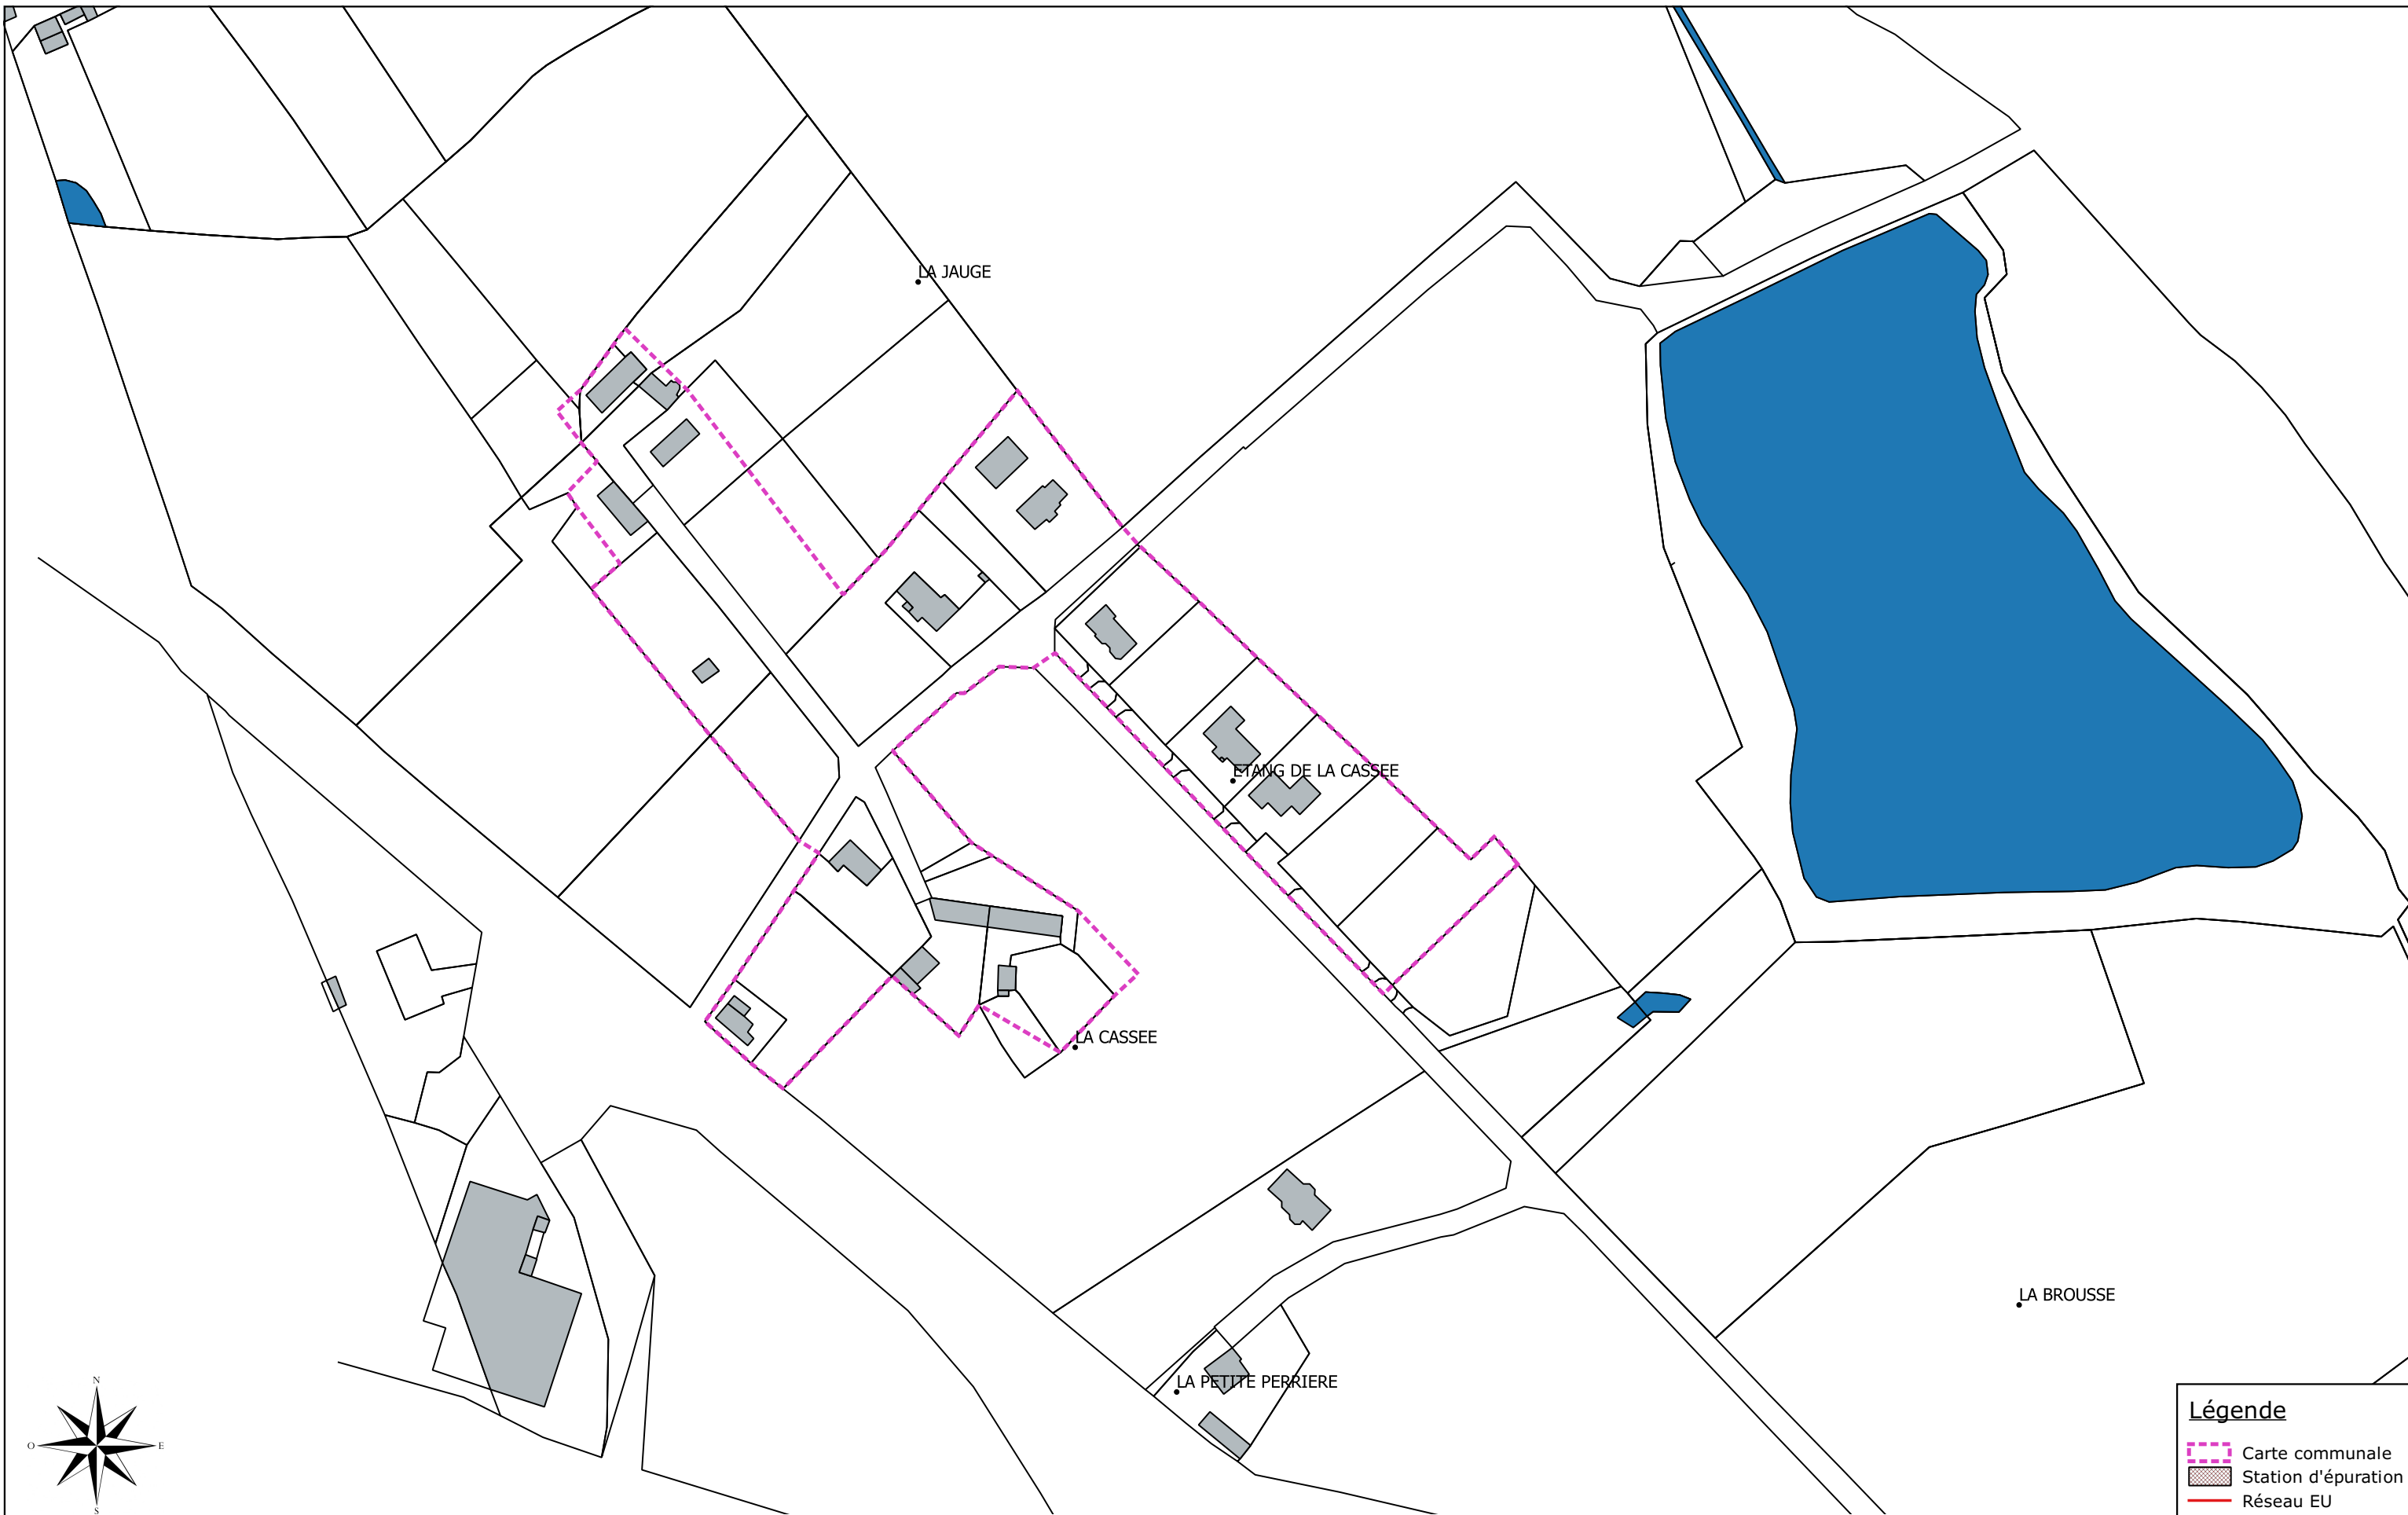 LA JAUGE
ETANG DE LA CASSEE
LA CASSEE
LA BROUSSE
LA PETITE PERRIERE
N
O
E
S
Légende
Carte communale
Station d'épuration
Réseau EU